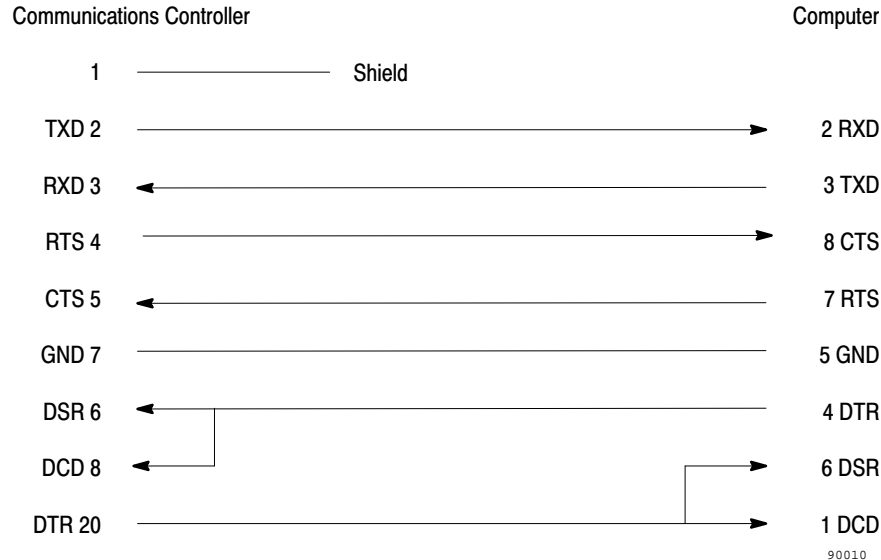 Communications Controller Computer
1 Shield
TXD 2 2 RXD
RXD 3 3 TXD
RTS 4 8 CTS
CTS 5 7 RTS
GND 7 5 GND
DSR 6 4 DTR
DCD 8 6 DSR
DTR 20 1 DCD
90010